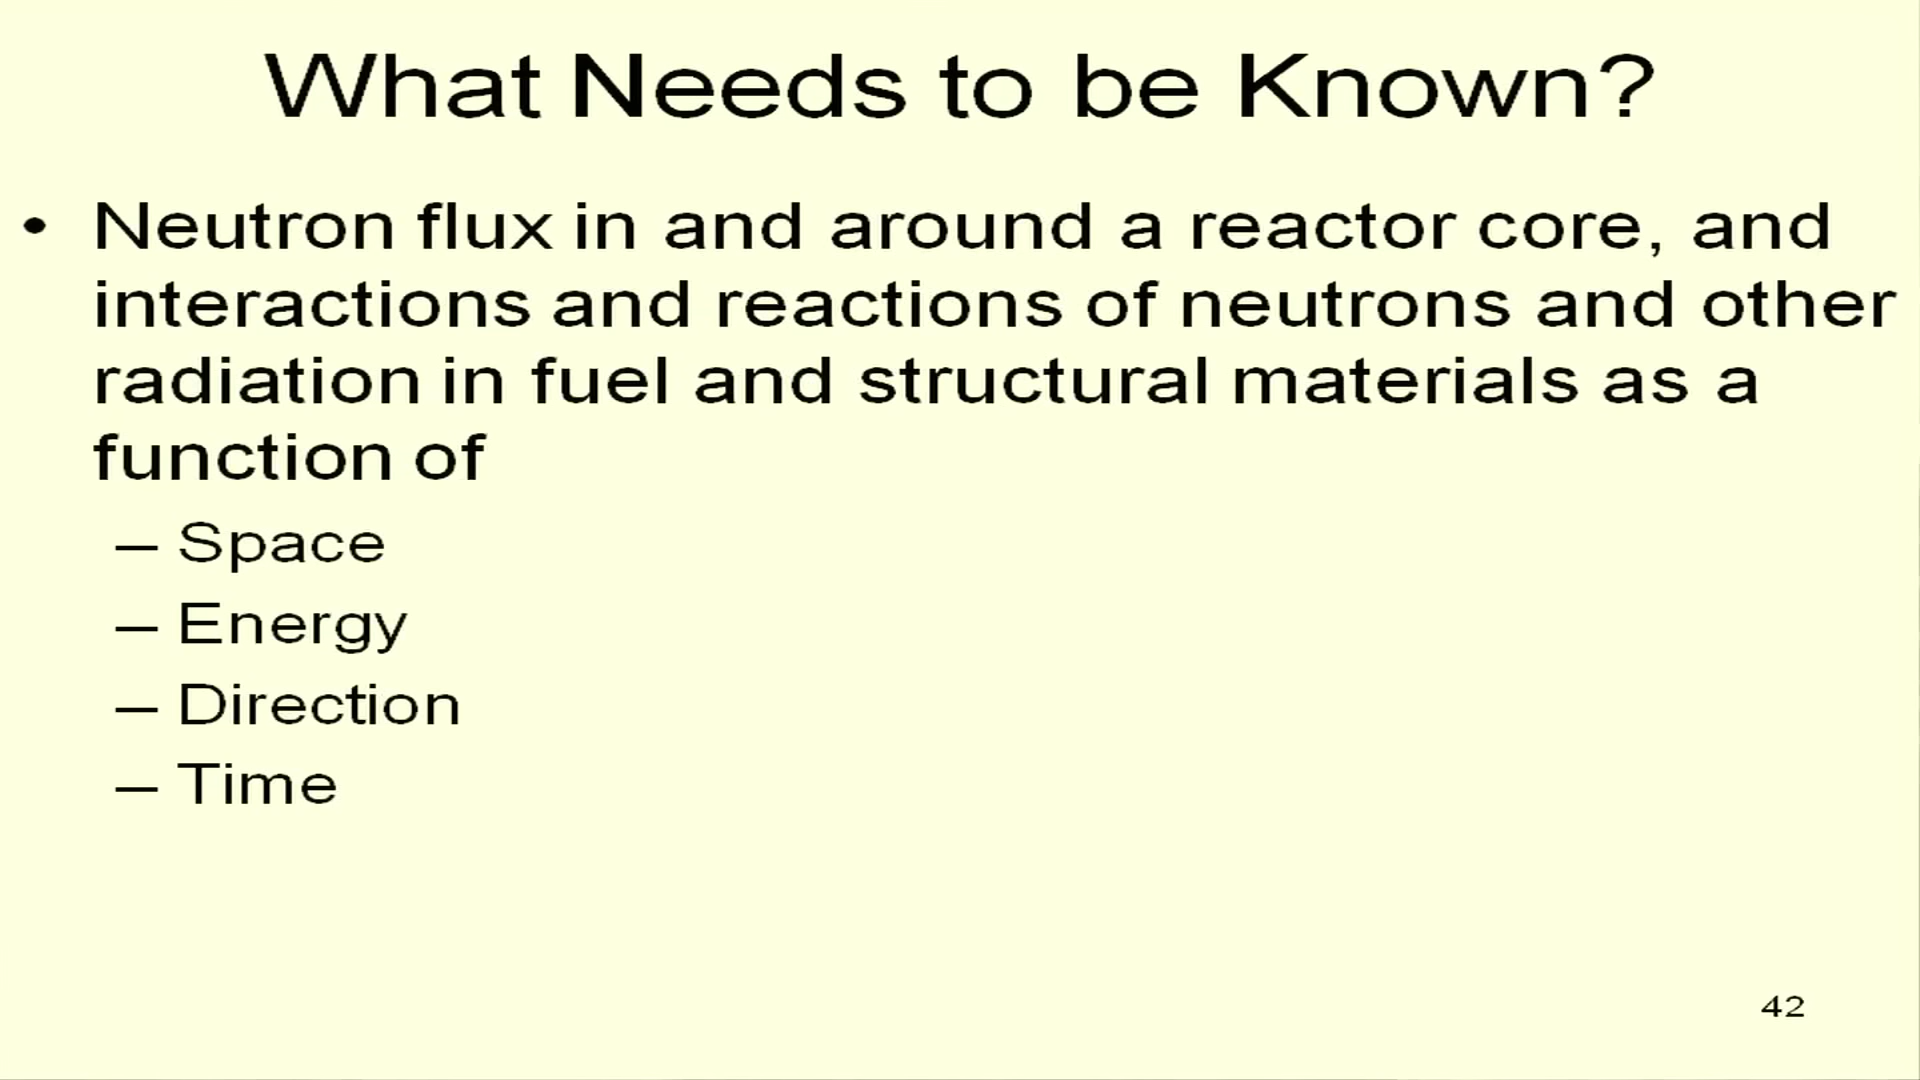 What Needs to be Known?
• Neutron flux in and around a reactor core, and
interactions and reactions of neutrons and other
radiation in fuel and structural materials as a
function of
– Space
– Energy
– Direction
– Time
42